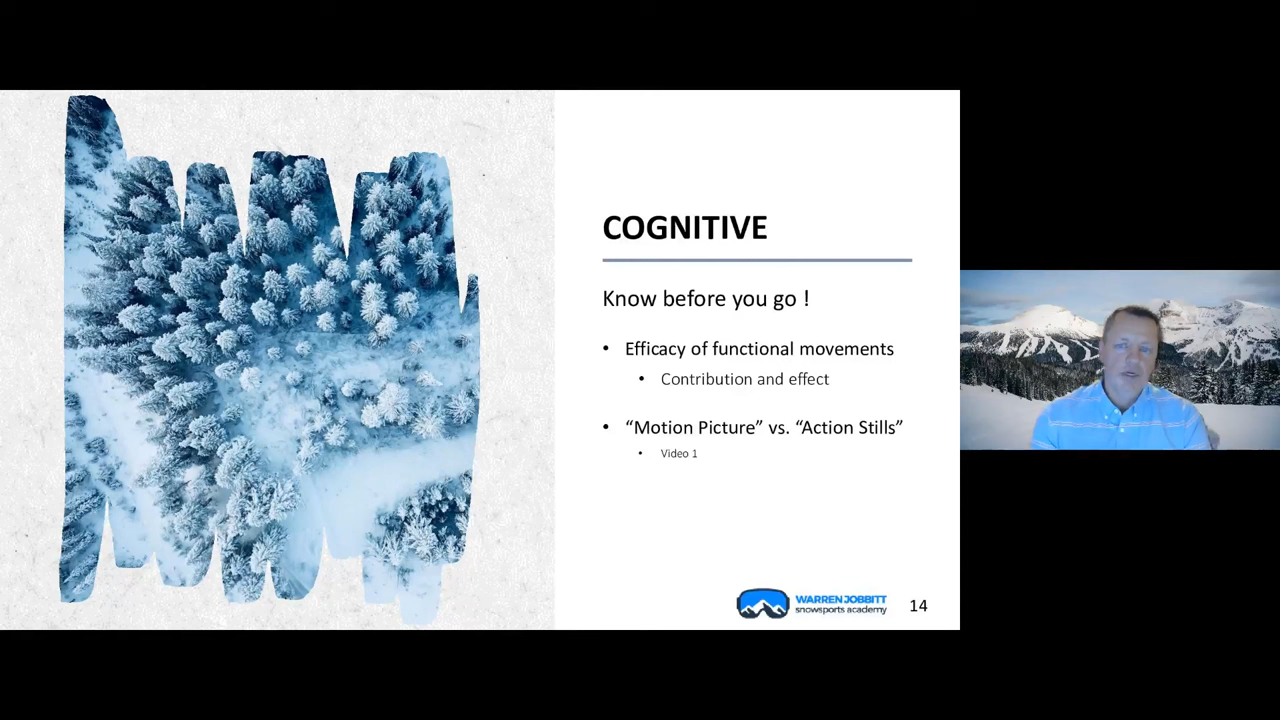 COGNITIVE
Know before you go !
• Efficacy of functional movements
• Contribution and effect
• “Motion Picture” vs. “Action Stills”
• Video 1
WARREN JOBBITT
snowsports academy
14